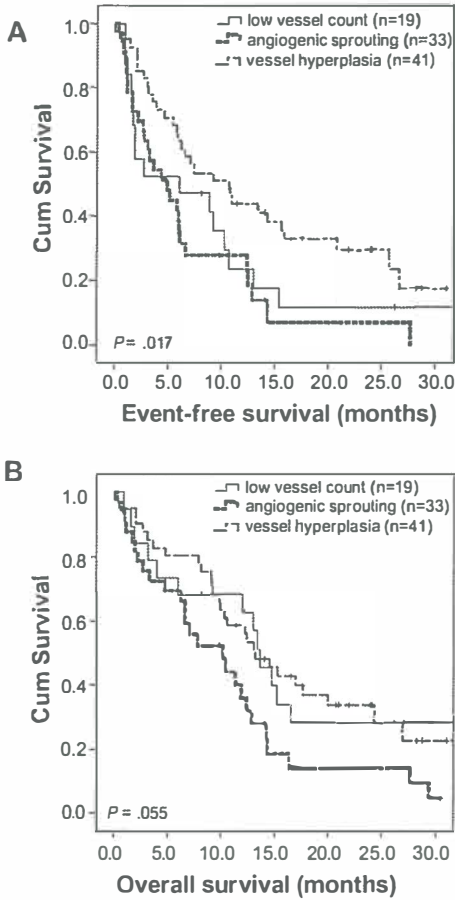 A
low vessel count (n=19)
angiogenic sprouting (n=33)
vessel hyperplasia (n=41)
Cum Survival
1.0
0.8
0.6
0.4
0.2
0.0
P= .017
0.0 5.0 10.0 15.0 20.0 25.0 30.0
Event-free survival (months)
B
low vessel count (n=19)
angiogenic sprouting (n=33)
vessel hyperplasia (n=41)
Cum Survival
1.0
0.8
0.6
0.4
0.2
0.0
P = .055
0.0 5.0 10.0 15.0 20.0 25.0 30.0
Overall survival (months)